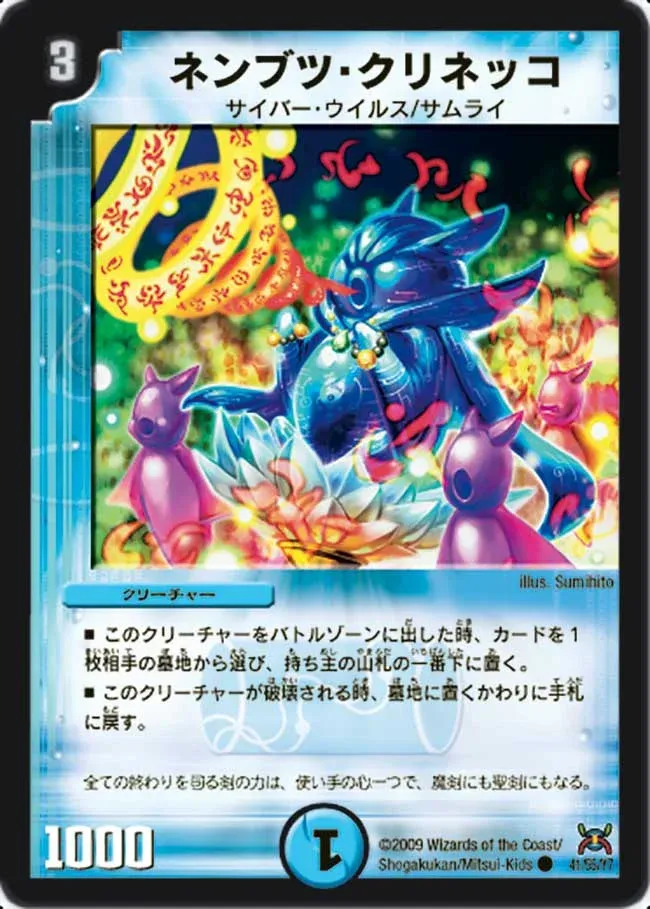 3
ネンブツ・クリネッコ
サイバー・ウイルス/サムライ
illus. Sumihito
クリーチャー
■ このクリーチャーをバトルゾーンに出した時、カードを1
枚相手の墓地から選び、持ち主の山札の一番下に置く。
■ このクリーチャーが破壊される時、墓地に置くかわりに手札
に戻す。
全ての終わりを司る剣の力は、使い手の心一つで、魔剣にも聖剣にもなる。
1000
1
©2009 Wizards of the Coast/
Shogakukan/Mitsui-Kids
41/55/Y7